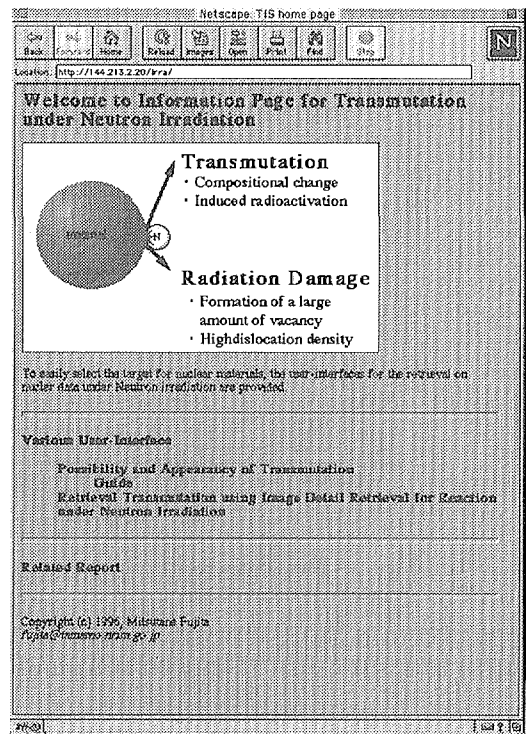 Netscape: TIS home page
Back Forward Home Reload Images Open Print Find Stop
N
Location: http://144.213.2.20/irra/
Welcome to Information Page for Transmutation
under Neutron Irradiation
Transmutation
・Compositional change
・Induced radioactivation
material
N
Radiation Damage
・Formation of a large
amount of vacancy
・Highdislocation density
To easily select the target for nuclear materials, the user-interfaces for the retrieval on
nucler data under Neutron irradiation are provided.
Various User-Interface
Possibility and Appearancy of Transmutation
Guide
Retrieval Transmutation using Image Detail Retrieval for Reaction
under Neutron Irradiation
Related Report
Copyright (c) 1996, Mitsutane Fujita